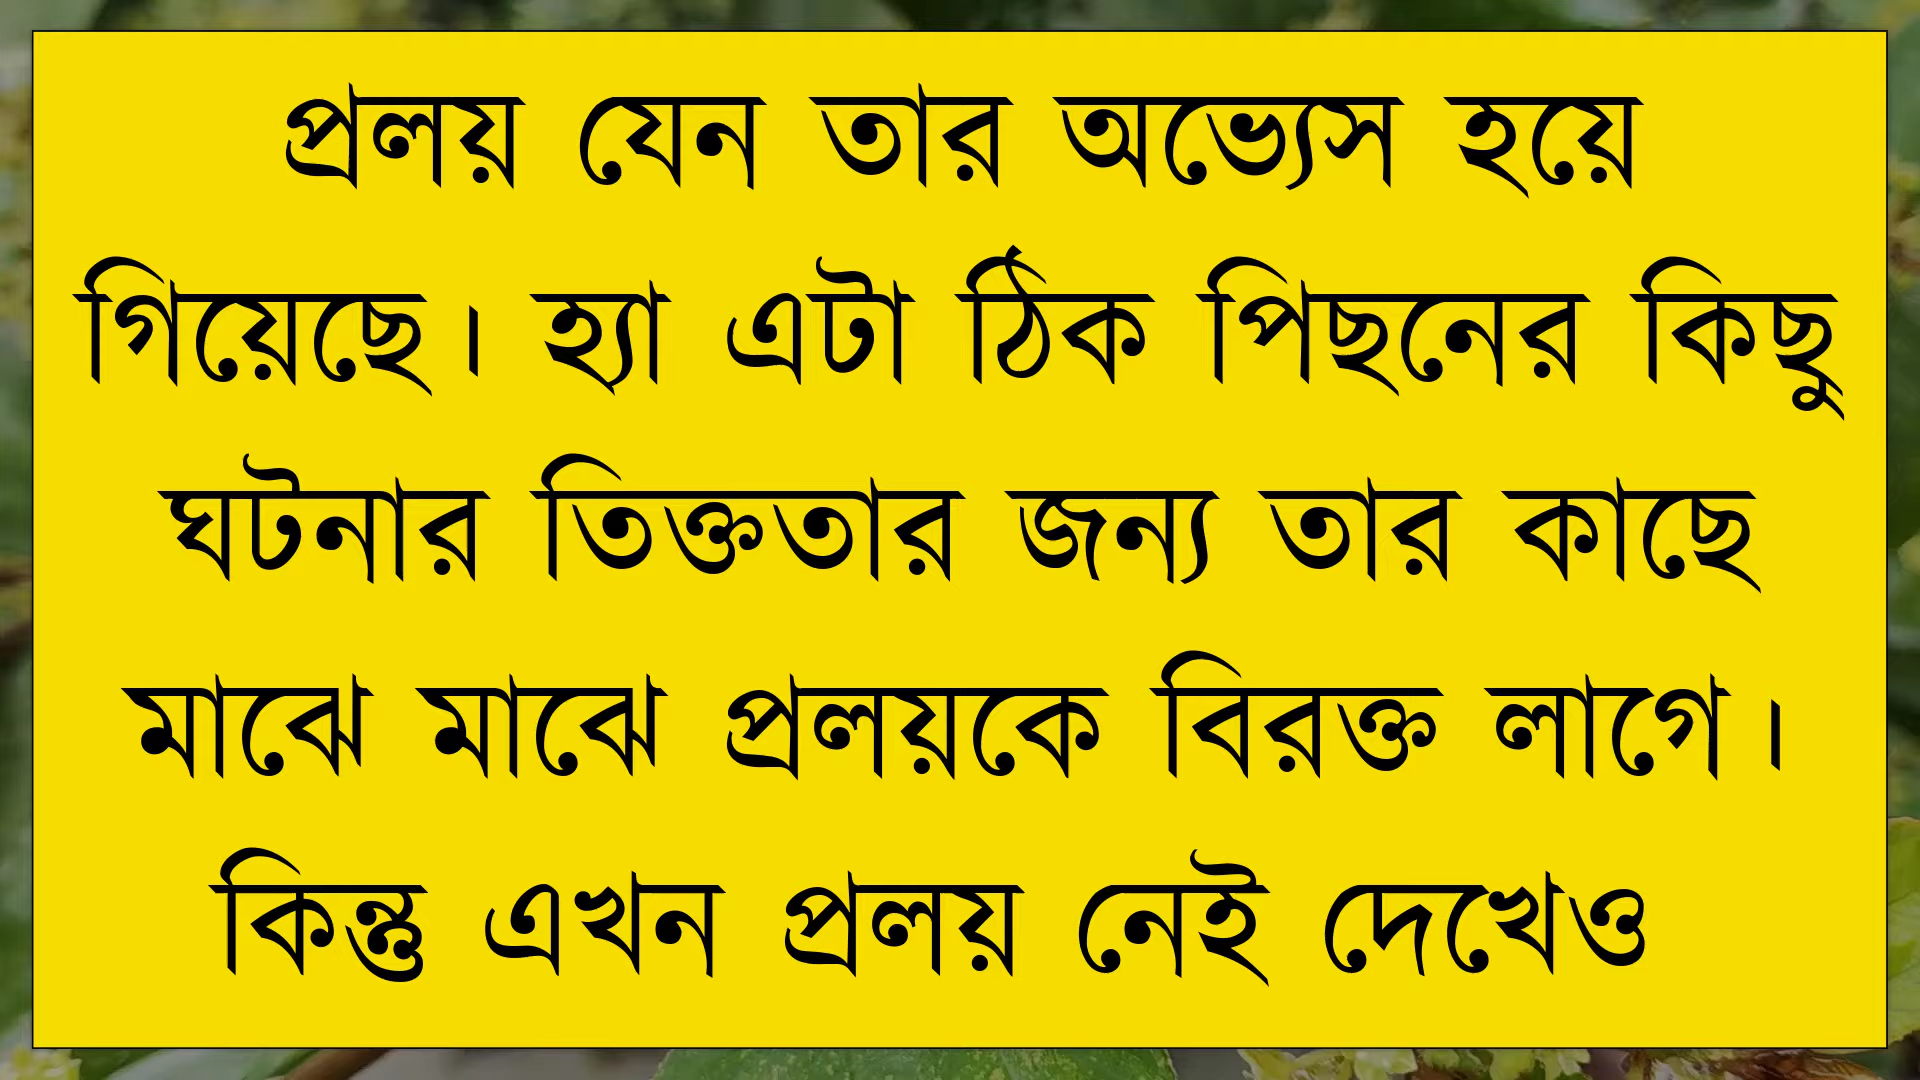 প্রলয় যেন তার অভ্যেস হয়ে
গিয়েছে। হ্যা এটা ঠিক পিছনের কিছু
ঘটনার তিক্ততার জন্য তার কাছে
মাঝে মাঝে প্রলয়কে বিরক্ত লাগে।
কিন্তু এখন প্রলয় নেই দেখেও